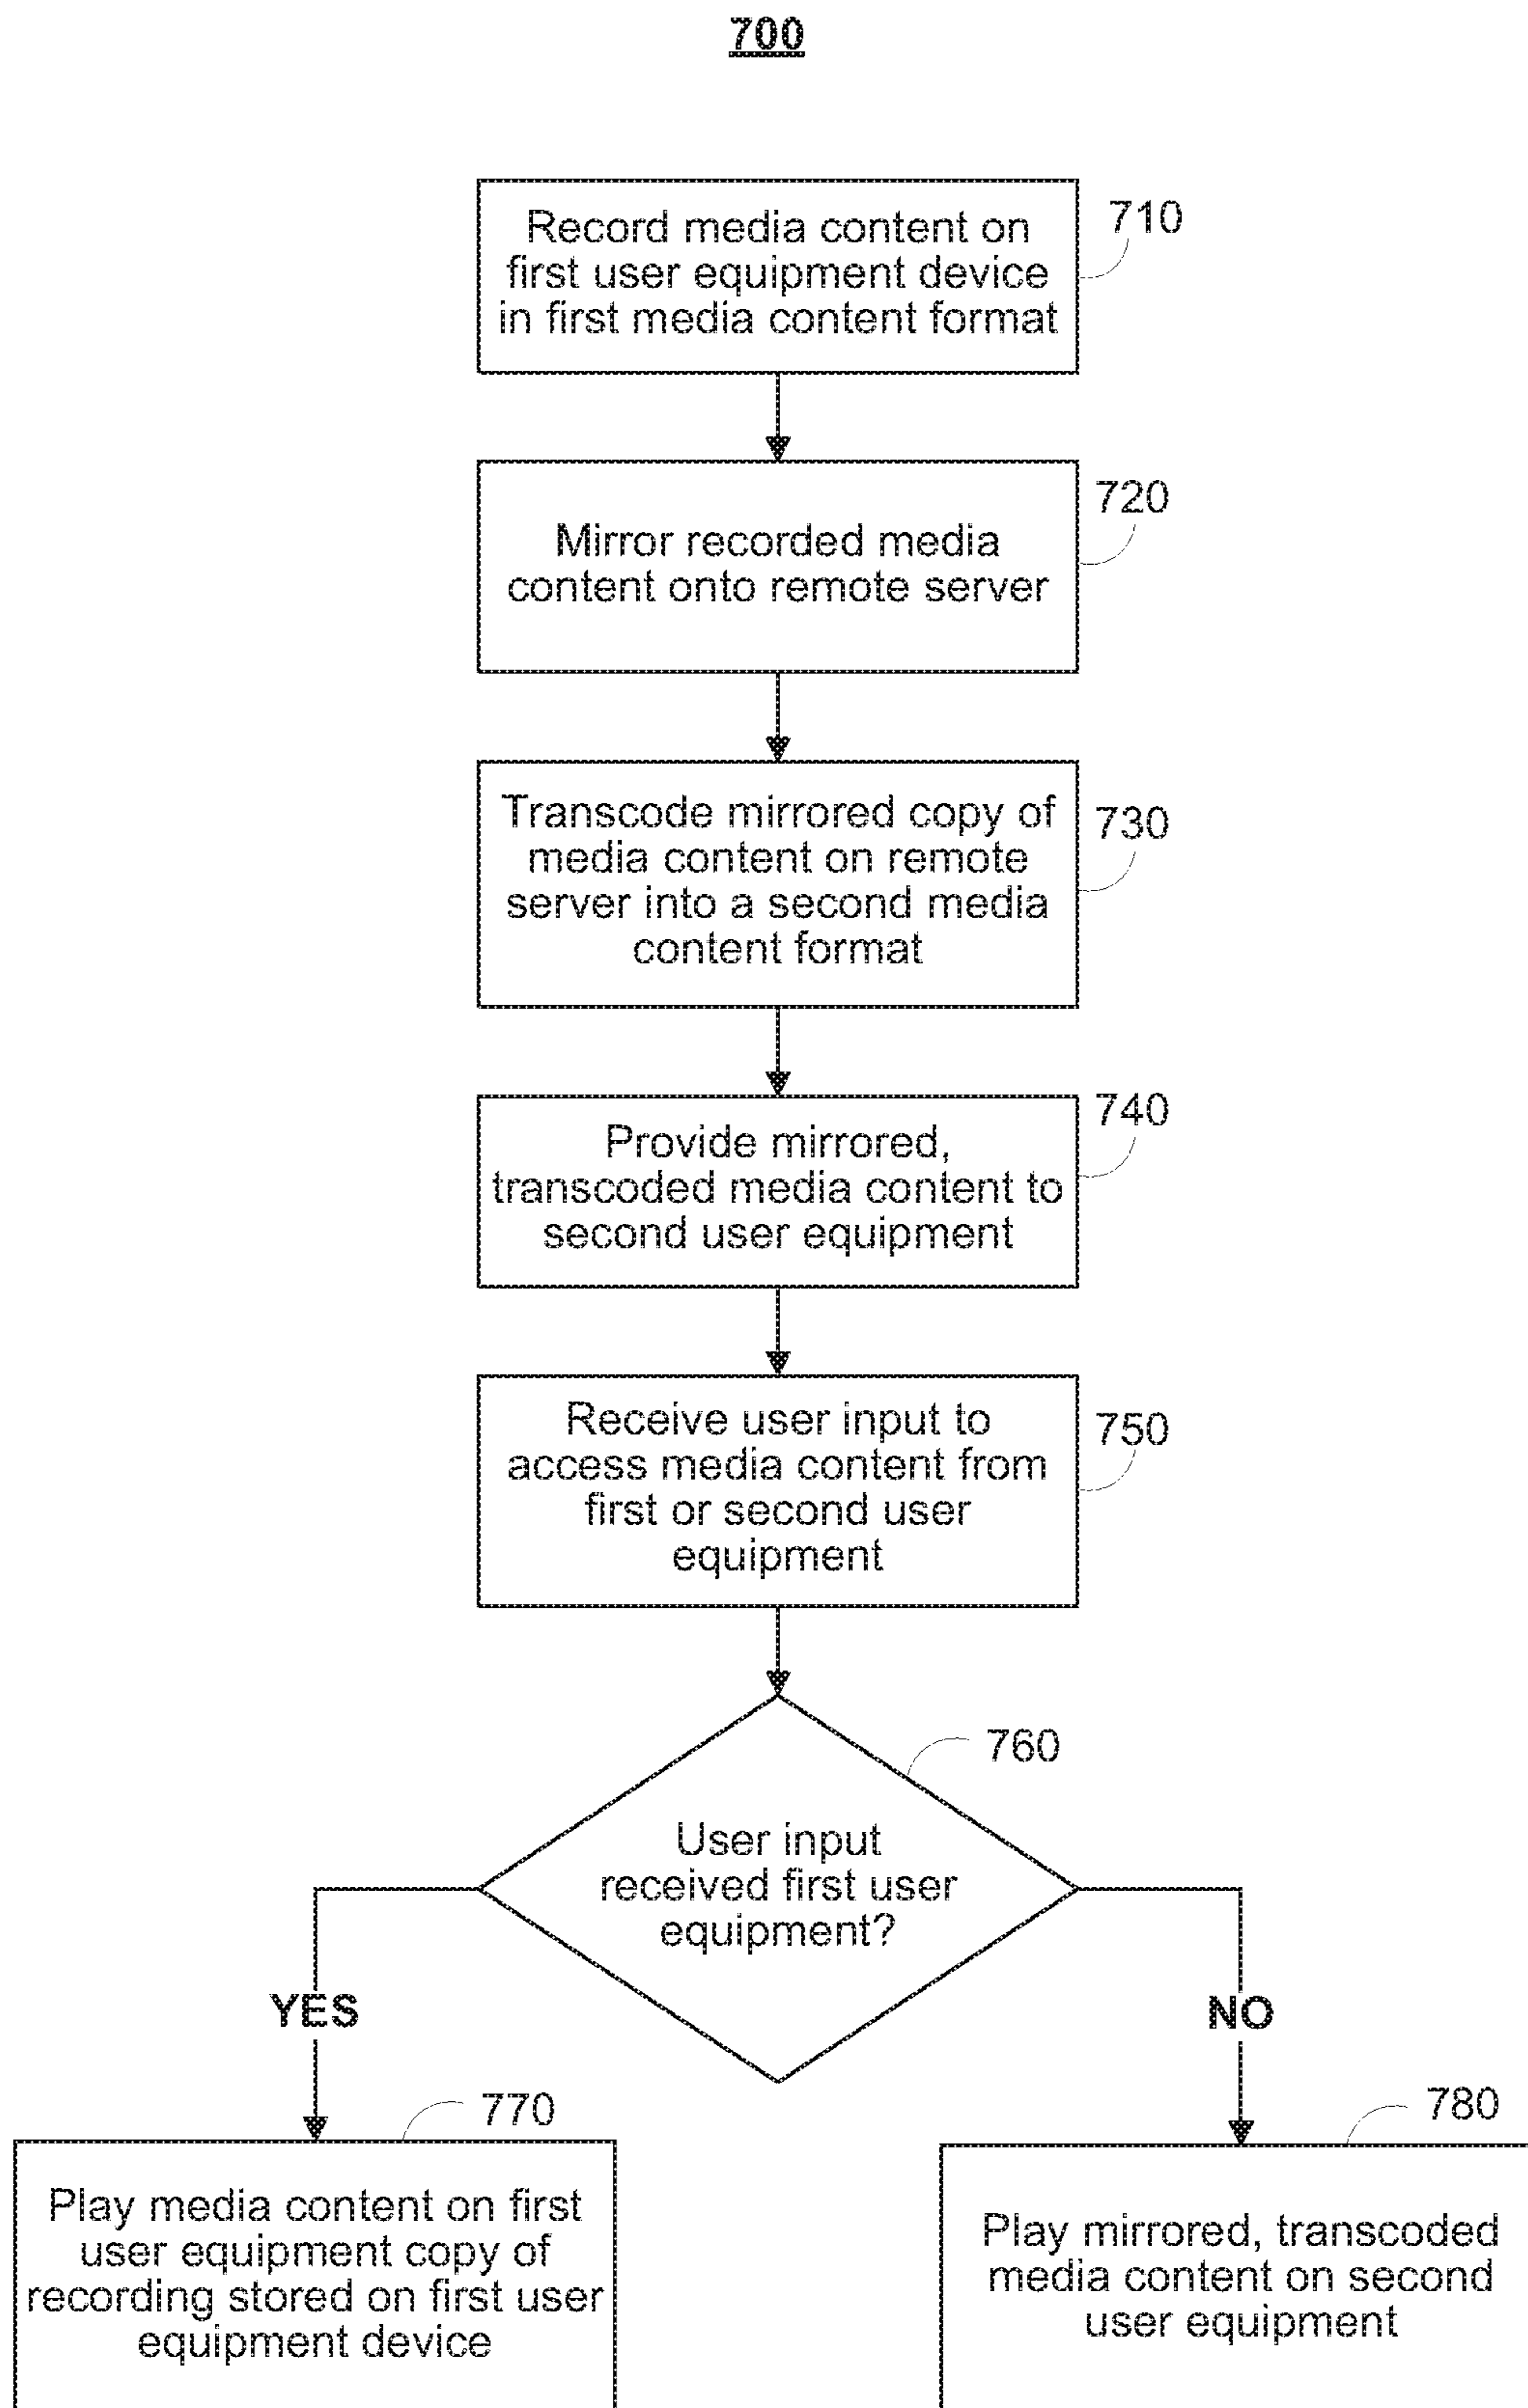 700
Record media content on
first user equipment device
in first media content format
710
Mirror recorded media
content onto remote server
720
Transcode mirrored copy of
media content on remote
server into a second media
content format
730
Provide mirrored,
transcoded media content to
second user equipment
740
Receive user input to
access media content from
first or second user
equipment
750
User input
received first user
equipment?
760
YES
NO
770
Play media content on first
user equipment copy of
recording stored on first user
equipment device
780
Play mirrored, transcoded
media content on second
user equipment